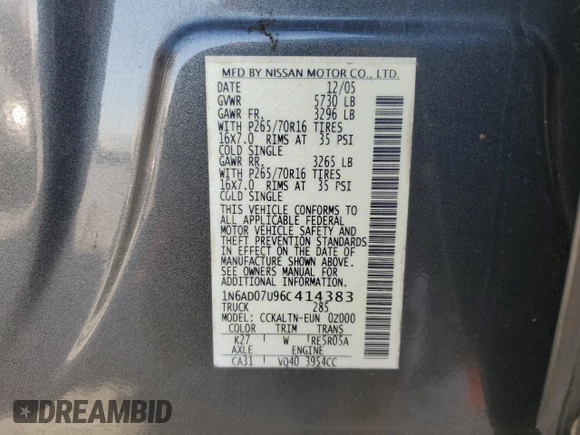 MFD BY NISSAN MOTOR CO., LTD.
DATE 12/05
GVWR 5730 LB
GAWR FR. 3296 LB
WITH P265/70R16 TIRES
16X7.0 RIMS AT 35 PSI
COLD SINGLE
GAWR RR. 3265 LB
WITH P265/70R16 TIRES
16X7.0 RIMS AT 35 PSI
COLD SINGLE
THIS VEHICLE CONFORMS TO
ALL APPLICABLE FEDERAL
MOTOR VEHICLE SAFETY AND
THEFT PREVENTION STANDARDS
IN EFFECT ON THE DATE OF
MANUFACTURE SHOWN ABOVE.
SEE OWNERS MANUAL FOR
ADDITIONAL INFORMATION.
1N6AD07U96C414383
TRUCK 285
MODEL: CCKALTN-EUN 0Z000
COLOR TRIM TRANS
K27 W RE5R05A
AXLE ENGINE
CA31 VQ40 3954CC
DREAMBID